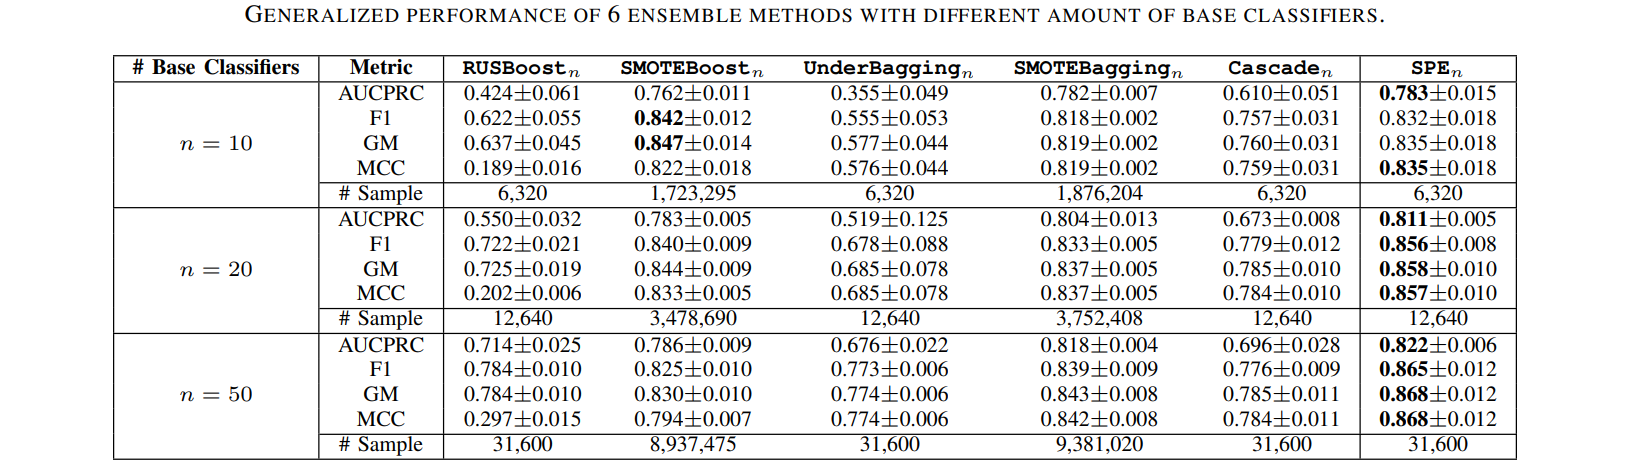 GENERALIZED PERFORMANCE OF 6 ENSEMBLE METHODS WITH DIFFERENT AMOUNT OF BASE CLASSIFIERS.
# Base Classifiers Metric RUSBoostn SMOTEBoostn UnderBaggingn SMOTEBaggingn Cascaden SPEn
AUCPRC 0.424±0.061 0.762±0.011 0.355±0.049 0.782±0.007 0.610±0.051 0.783±0.015
F1 0.622±0.055 0.842±0.012 0.555±0.053 0.818±0.002 0.757±0.031 0.832±0.018
n = 10 GM 0.637±0.045 0.847±0.014 0.577±0.044 0.819±0.002 0.760±0.031 0.835±0.018
MCC 0.189±0.016 0.822±0.018 0.576±0.044 0.819±0.002 0.759±0.031 0.835±0.018
# Sample 6,320 1,723,295 6,320 1,876,204 6,320 6,320
AUCPRC 0.550±0.032 0.783±0.005 0.519±0.125 0.804±0.013 0.673±0.008 0.811±0.005
F1 0.722±0.021 0.840±0.009 0.678±0.088 0.833±0.005 0.779±0.012 0.856±0.008
n = 20 GM 0.725±0.019 0.844±0.009 0.685±0.078 0.837±0.005 0.785±0.010 0.858±0.010
MCC 0.202±0.006 0.833±0.005 0.685±0.078 0.837±0.005 0.784±0.010 0.857±0.010
# Sample 12,640 3,478,690 12,640 3,752,408 12,640 12,640
AUCPRC 0.714±0.025 0.786±0.009 0.676±0.022 0.818±0.004 0.696±0.028 0.822±0.006
F1 0.784±0.010 0.825±0.010 0.773±0.006 0.839±0.009 0.776±0.009 0.865±0.012
n = 50 GM 0.784±0.010 0.830±0.010 0.774±0.006 0.843±0.008 0.785±0.011 0.868±0.012
MCC 0.297±0.015 0.794±0.007 0.774±0.006 0.842±0.008 0.784±0.011 0.868±0.012
# Sample 31,600 8,937,475 31,600 9,381,020 31,600 31,600